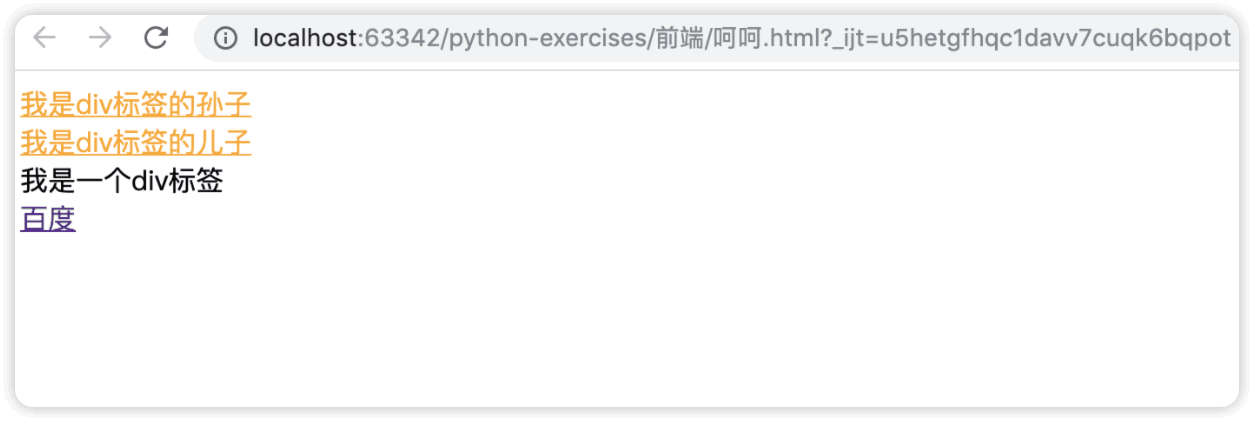 localhost:63342/python-exercises/前端/呵呵.html?_ijt=u5hetgfhqc1davv7cuqk6bqpot
我是div标签的孙子
我是div标签的儿子
我是一个div标签
百度